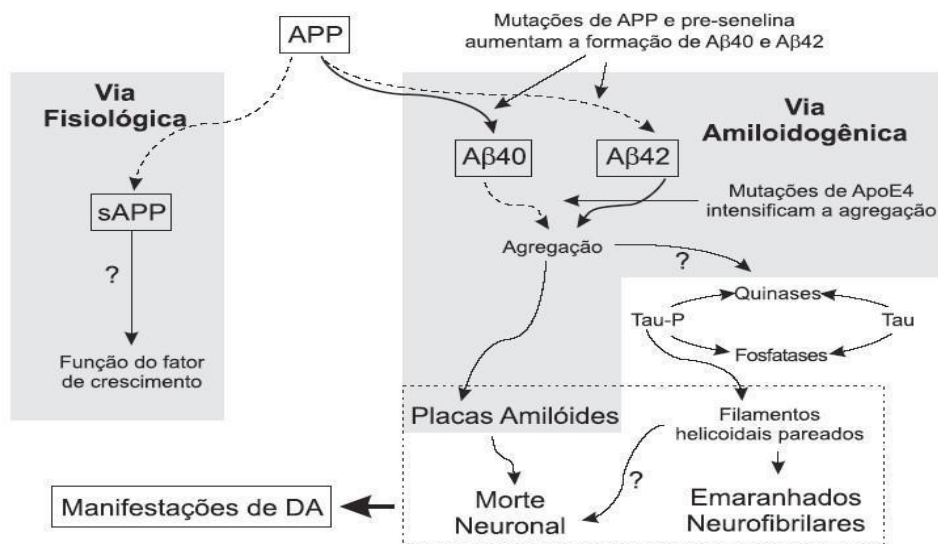 APP
Mutações de APP e pre-senelina
aumentam a formação de Aβ40 e Aβ42
Via
Fisiológica
Via
Amiloidogênica
Aβ40
Aβ42
sAPP
Mutações de ApoE4
intensificam a agregação
Agregação
?
?
Quinases
Tau-P
Tau
Fosfatases
Função do fator
de crescimento
Placas Amilóides
Filamentos
helicoidais pareados
?
Manifestações de DA
Morte
Neuronal
Emaranhados
Neurofibrilares